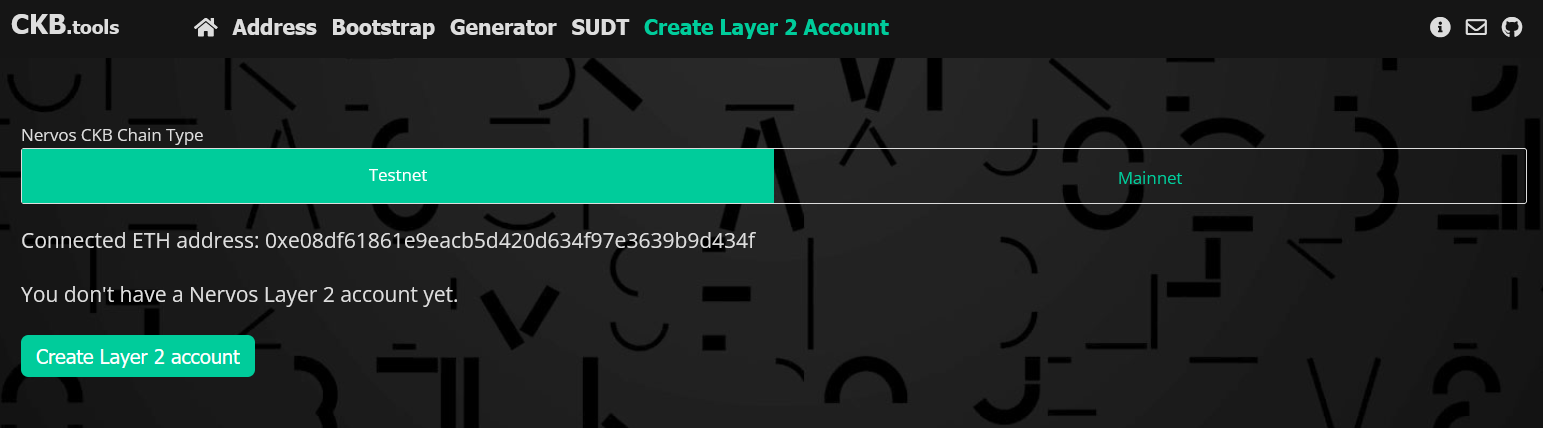 CKB.tools Address Bootstrap Generator SUDT Create Layer 2 Account
Nervos CKB Chain Type
Testnet Mainnet
Connected ETH address: 0xe08df61861e9eacb5d420d634f97e3639b9d434f
You don't have a Nervos Layer 2 account yet.
Create Layer 2 account